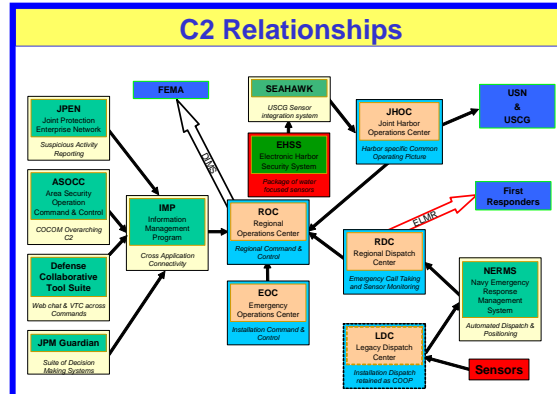 C2 Relationships
FEMA
JPEN
Joint Protection
Enterprise Network
Suspicious Activity
Reporting
SEAHAWK
USCG Sensor
integration system
JHOC
Joint Harbor
Operations Center
Harbor specific Common
Operating Picture
USN
&
USCG
EHSS
Electronic Harbor
Security System
Package of water
focused sensors
DMIS
ASOCC
Area Security
Operation
Command & Control
COCOM Overarching
C2
IMP
Information
Management
Program
Cross Application
Connectivity
ROC
Regional
Operations Center
Regional Command &
Control
ELMR
First
Responders
RDC
Regional Dispatch
Center
Emergency Call Taking
and Sensor Monitoring
Defense
Collaborative
Tool Suite
Web chat & VTC across
Commands
EOC
Emergency
Operations Center
Installation Command &
Control
NERMS
Navy Emergency
Response
Management
System
Automated Dispatch &
Positioning
JPM Guardian
Suite of Decision
Making Systems
LDC
Legacy Dispatch
Center
Installation Dispatch
retained as COOP
Sensors